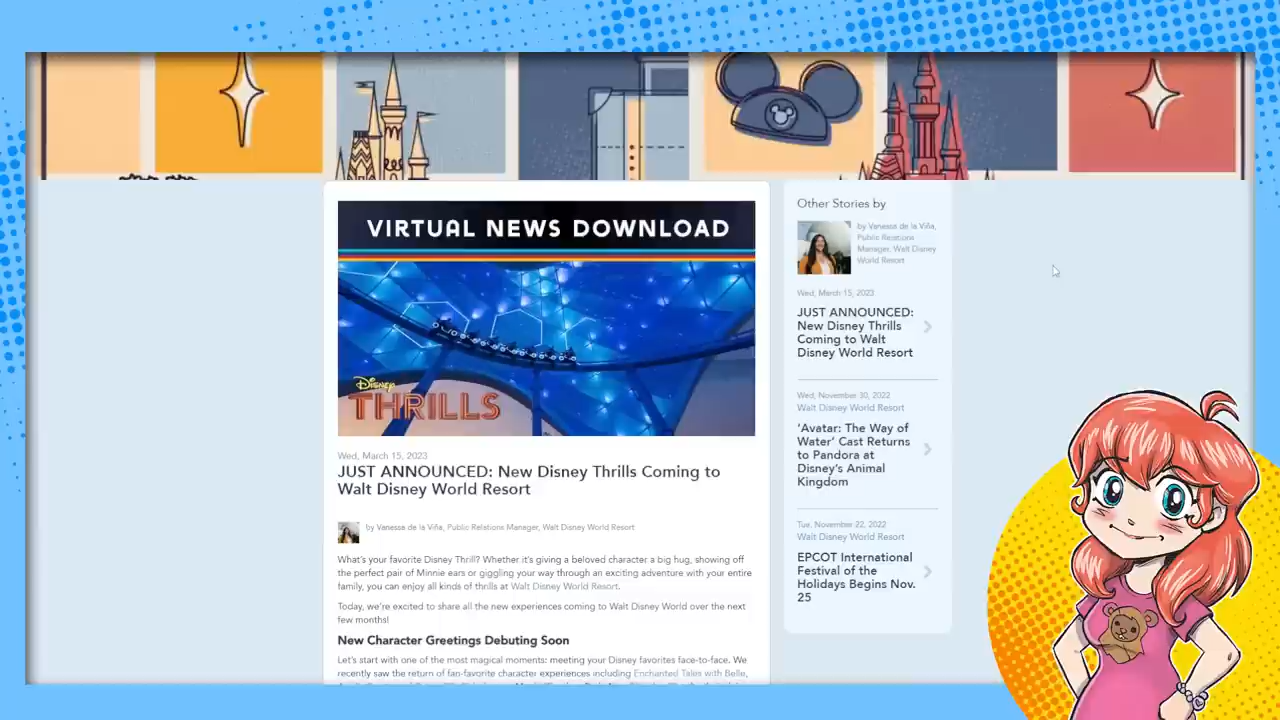 VIRTUAL NEWS DOWNLOAD
Disney
THRILLS
Wed, March 15, 2023
JUST ANNOUNCED: New Disney Thrills Coming to
Walt Disney World Resort
by Vanessa de la Viña, Public Relations Manager, Walt Disney World Resort
What's your favorite Disney Thrill? Whether it's giving a beloved character a big hug, showing off
the perfect pair of Minnie ears or giggling your way through an exciting adventure with your entire
family, you can enjoy all kinds of thrills at Walt Disney World Resort.
Today, we're excited to share all the new experiences coming to Walt Disney World over the next
few months!
New Character Greetings Debuting Soon
Let's start with one of the most magical moments: meeting your Disney favorites face-to-face. We
recently saw the return of fan-favorite character experiences including Enchanted Tales with Belle,
Other Stories by
by Vanessa de la Viña,
Public Relations
Manager, Walt Disney
World Resort
Wed, March 15, 2023
JUST ANNOUNCED:
New Disney Thrills
Coming to Walt
Disney World Resort
Wed, November 30, 2022
Walt Disney World Resort
'Avatar: The Way of
Water' Cast Returns
to Pandora at
Disney's Animal
Kingdom
Tue, November 22, 2022
Walt Disney World Resort
EPCOT International
Festival of the
Holidays Begins Nov.
25